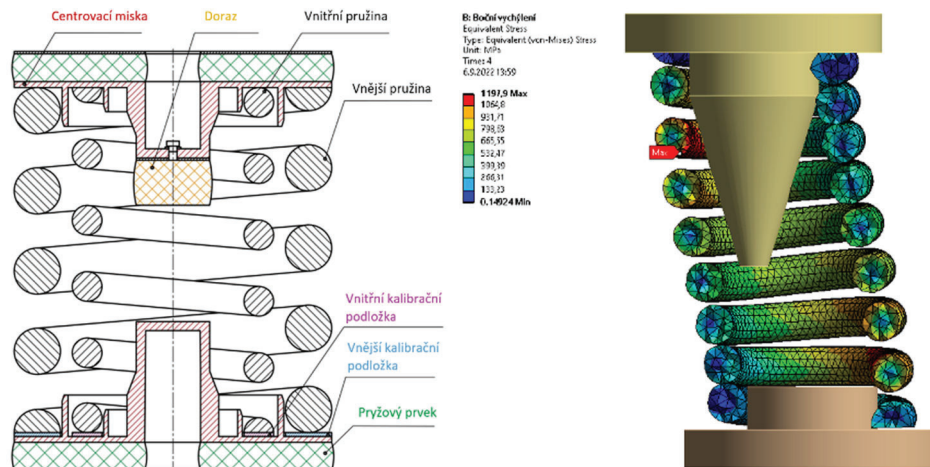 Centrovací miska
Doraz
Vnitřní pružina
Vnější pružina
Vnitřní kalibrační
podložka
Vnější kalibrační
podložka
Pryžový prvek
B: Boční vychýlení
Equivalent Stress
Type: Equivalent (von-Mises) Stress
Unit: MPa
Time: 4
6.9.2022 13:59
1197,9 Max
1064,8
931,71
798,63
665,55
532,47
399,39
266,31
133,23
0,14924 Min
Max